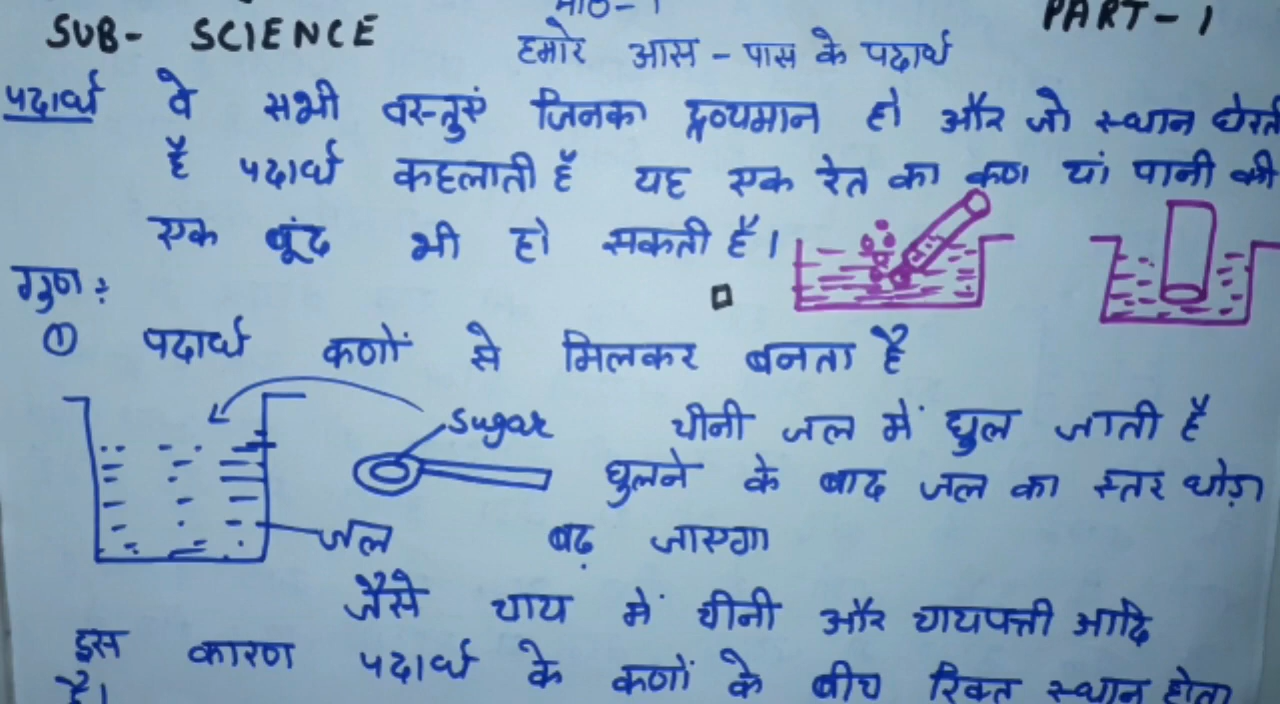 SUB- SCIENCE
पाठ-1
PART-1
हमारे आस-पास के पदार्थ
पदार्थ वे सभी वस्तुएं जिनका द्रव्यमान हो और जो स्थान घेरती
है पदार्थ कहलाती है यह एक रेत का कण यां पानी की
एक बूंद भी हो सकती है।
गुण:
① पदार्थ कणों से मिलकर बनता है
sugar
चीनी जल में घुल जाती है
घुलने के बाद जल का स्तर थोड़ा
जल
बढ़ जाएगा
जैसे चाय में चीनी और चायपत्ती आदि
इस कारण पदार्थ के कणों के बीच रिक्त स्थान होता
है।